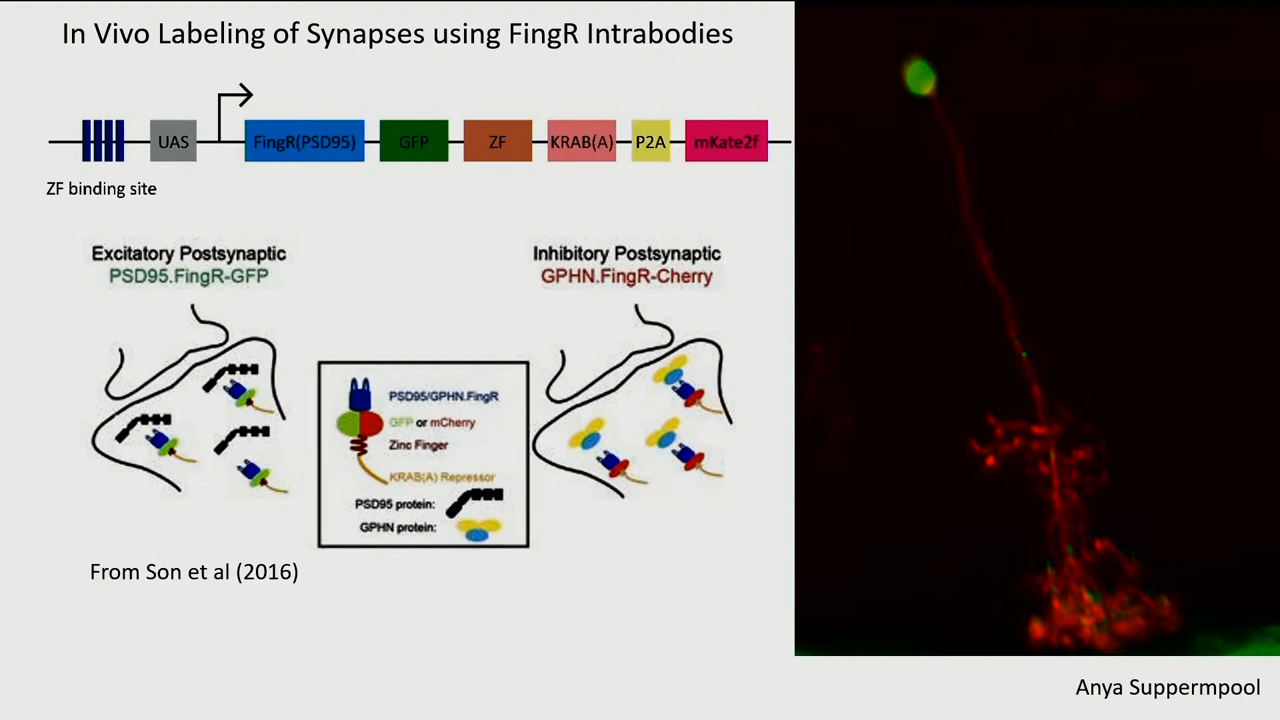 In Vivo Labeling of Synapses using FingR Intrabodies
UAS
FingR(PSD95)
GFP
ZF
KRAB(A)
P2A
mKate2f
ZF binding site
Excitatory Postsynaptic
PSD95.FingR-GFP
Inhibitory Postsynaptic
GPHN.FingR-Cherry
PSD95/GPHN.FingR
GFP or mCherry
Zinc Finger
KRAB(A) Repressor
PSD95 protein:
GPHN protein:
From Son et al (2016)
Anya Suppermpool